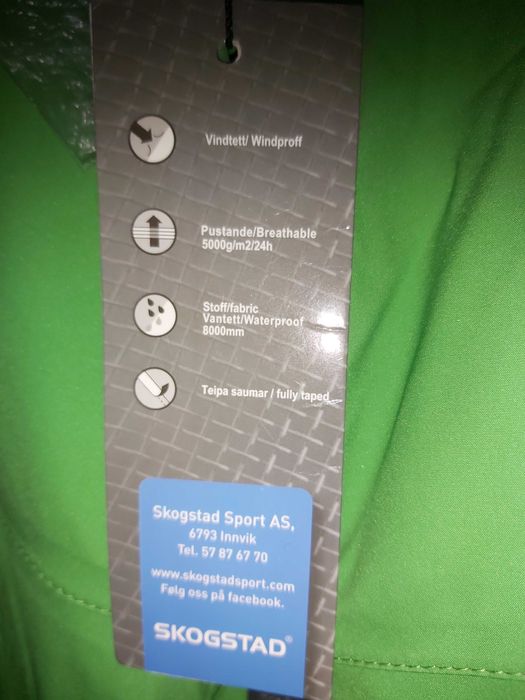 Vindtett/ Windproff
Pustande/Breathable
5000g/m2/24h
Stoff/fabric
Vantett/Waterproof
8000mm
Teipa saumar / fully taped
Skogstad Sport AS,
6793 Innvik
Tel. 57 87 67 70
www.skogstadsport.com
Følg oss på facebook.
SKOGSTAD®